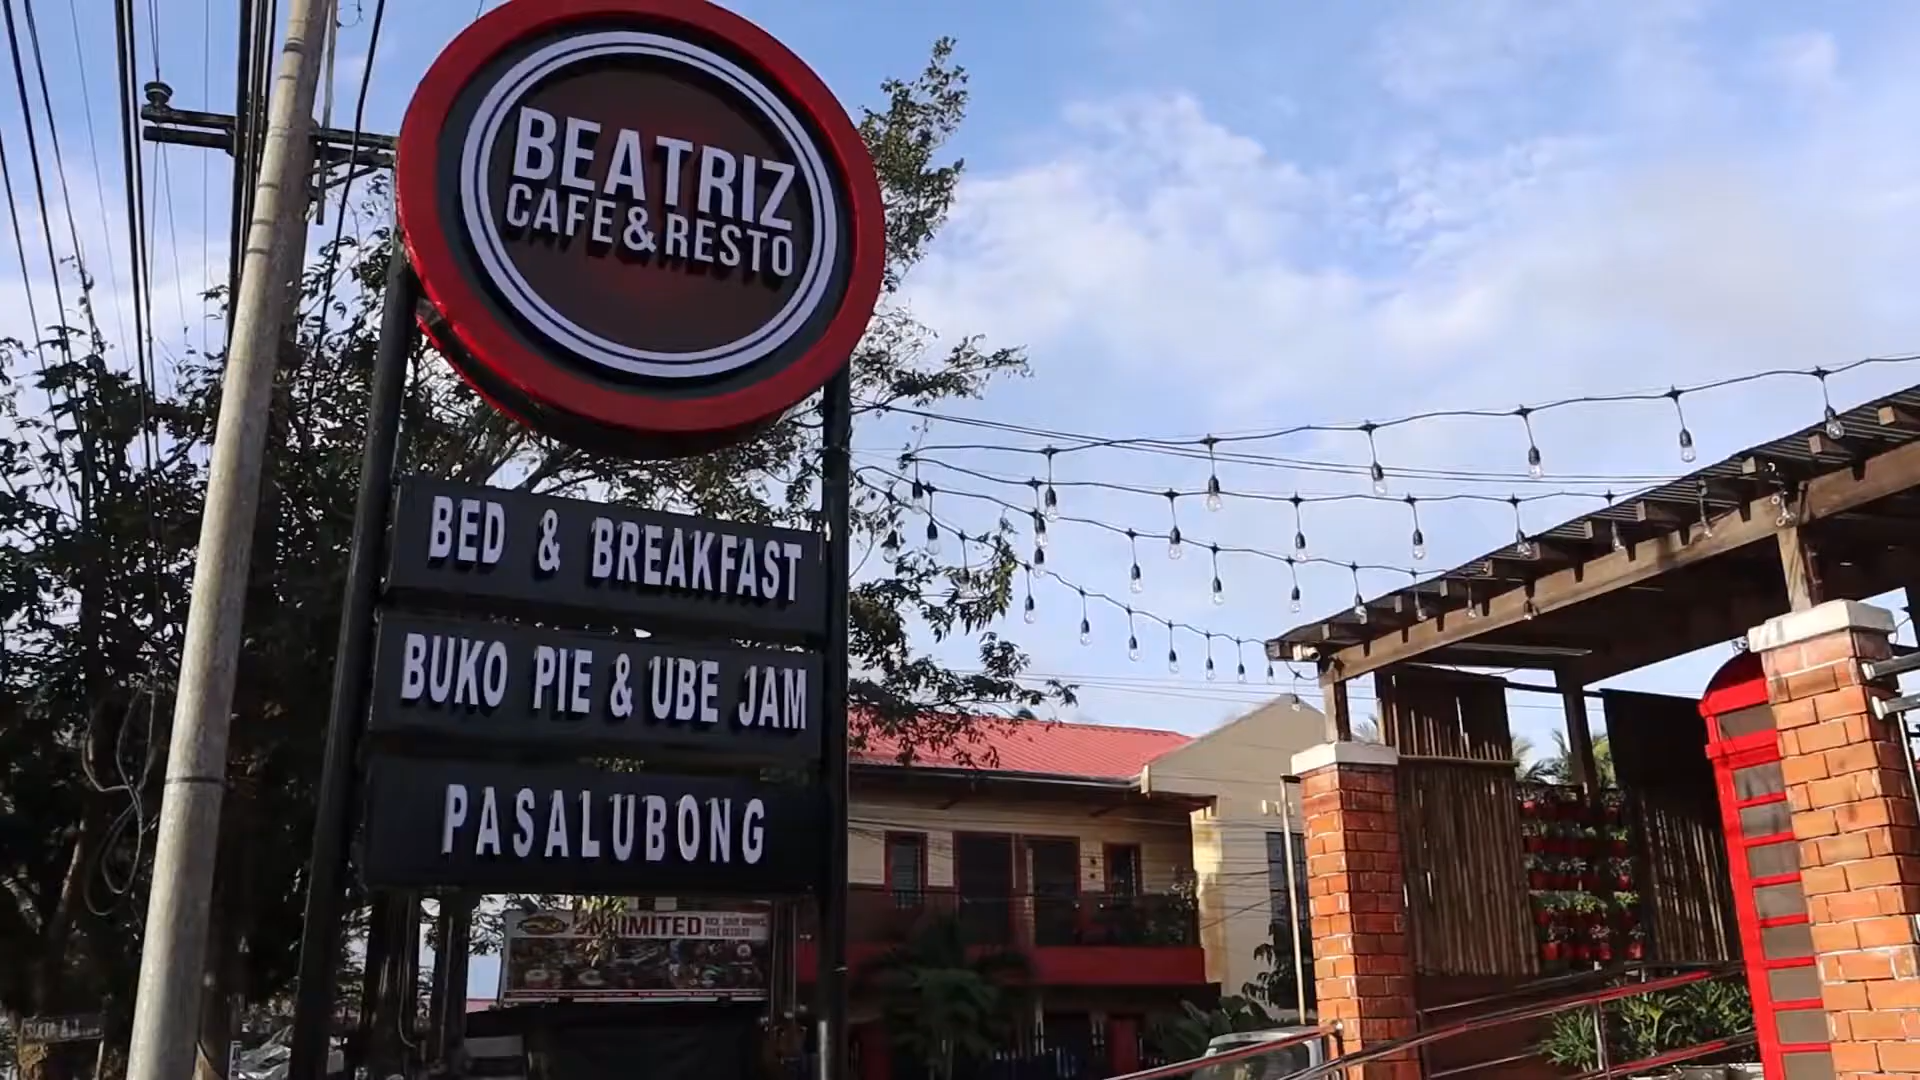 BEATRIZ
CAFE & RESTO
BED & BREAKFAST
BUKO PIE & UBE JAM
PASALUBONG
UNLIMITED